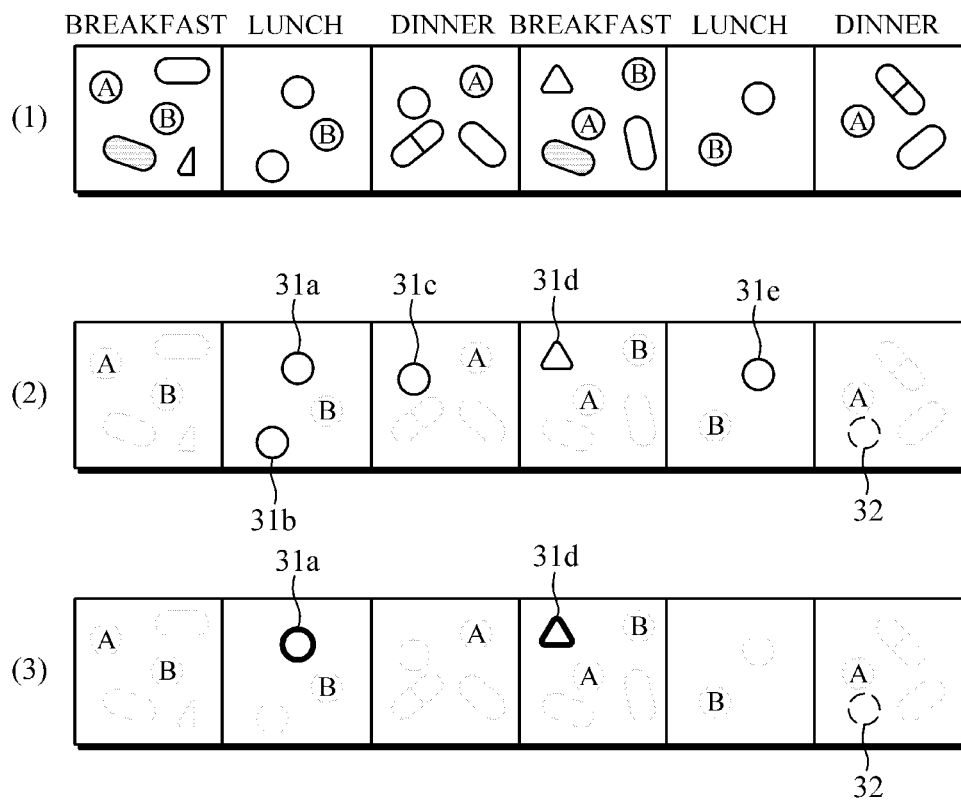 BREAKFAST LUNCH DINNER BREAKFAST LUNCH DINNER
(1)
A B B A B A B A
31a 31c 31d 31e
(2)
A B B A B A B A
31b 32
31a 31d
(3)
A B B A B A B A
32